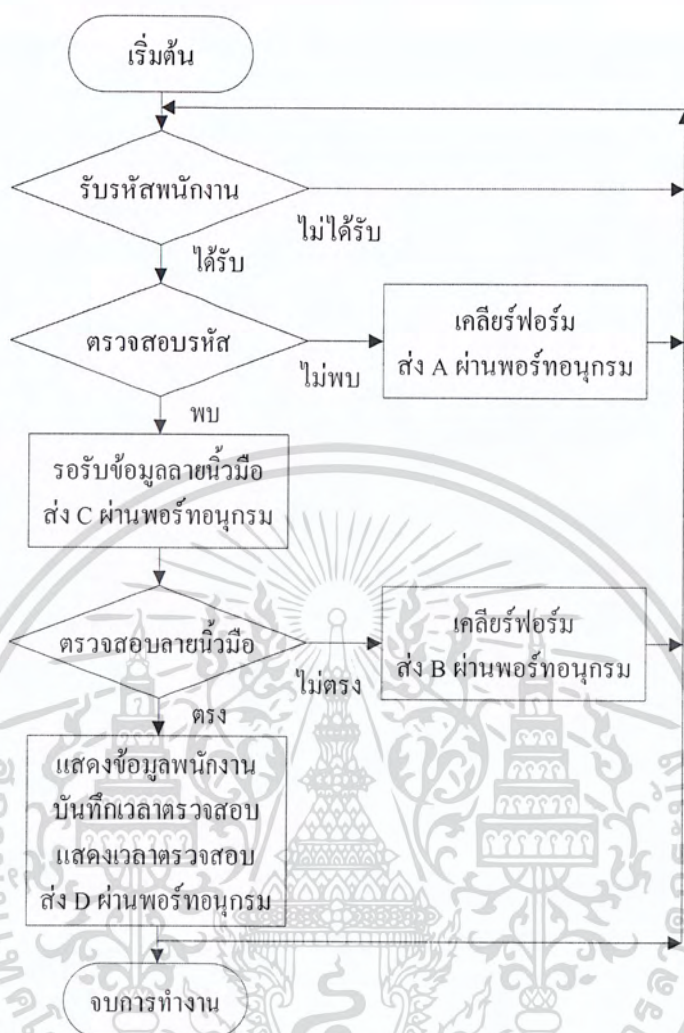 เริ่มต้น
รับรหัสพนักงาน
ไม่ได้รับ
ได้รับ
ตรวจสอบรหัส
ไม่พบ
เคลียร์ฟอร์ม
ส่ง A ผ่านพอร์ทอนุกรม
พบ
รอรับข้อมูลลายนิ้วมือ
ส่ง C ผ่านพอร์ทอนุกรม
ตรวจสอบลายนิ้วมือ
ไม่ตรง
เคลียร์ฟอร์ม
ส่ง B ผ่านพอร์ทอนุกรม
ตรง
แสดงข้อมูลพนักงาน
บันทึกเวลาตรวจสอบ
แสดงเวลาตรวจสอบ
ส่ง D ผ่านพอร์ทอนุกรม
จบการทำงาน